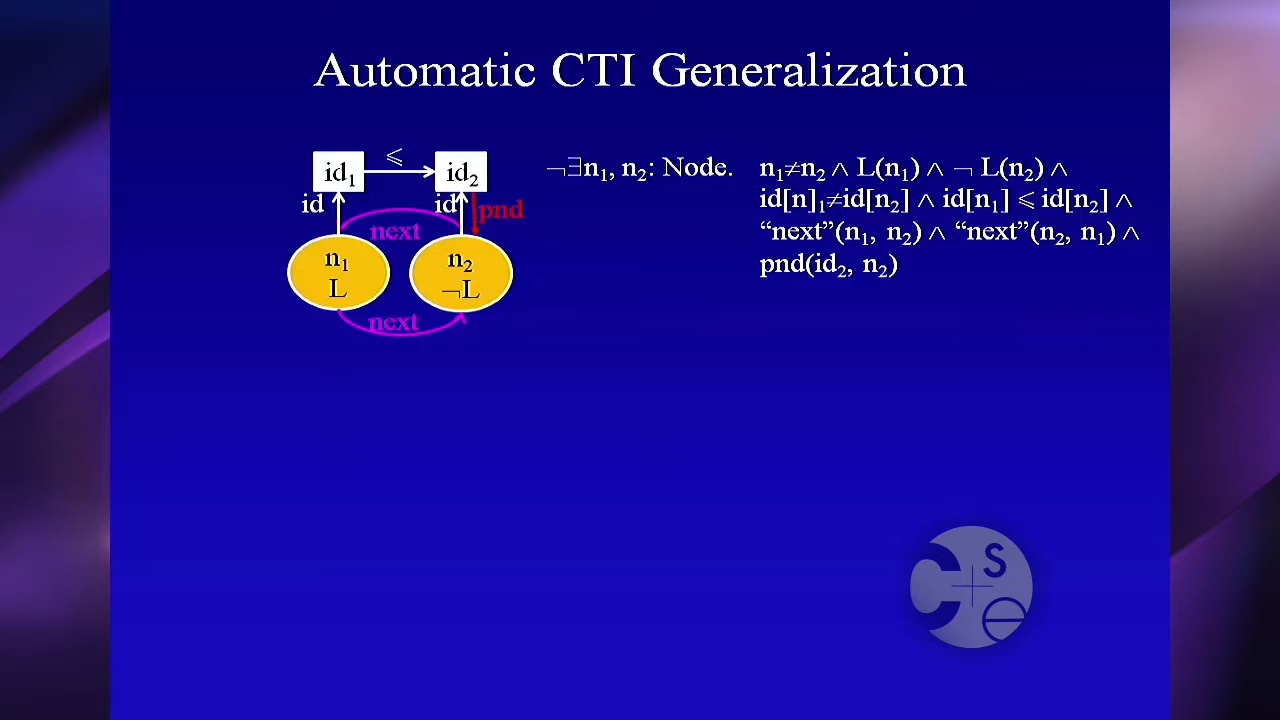 Automatic CTI Generalization
id₁ ⩽ id₂
id id pnd
next
n₁ n₂
L ¬L
next
¬∃n₁, n₂: Node. n₁≠n₂ ∧ L(n₁) ∧ ¬ L(n₂) ∧
id[n]₁≠id[n₂] ∧ id[n₁] ⩽ id[n₂] ∧
“next”(n₁, n₂) ∧ “next”(n₂, n₁) ∧
pnd(id₂, n₂)
C s e